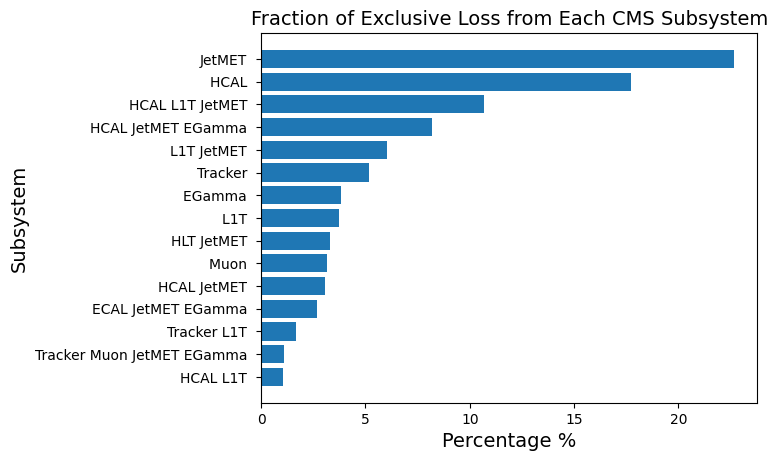 Fraction of Exclusive Loss from Each CMS Subsystem
Subsystem
JetMET
HCAL
HCAL L1T JetMET
HCAL JetMET EGamma
L1T JetMET
Tracker
EGamma
L1T
HLT JetMET
Muon
HCAL JetMET
ECAL JetMET EGamma
Tracker L1T
Tracker Muon JetMET EGamma
HCAL L1T
0 5 10 15 20
Percentage %